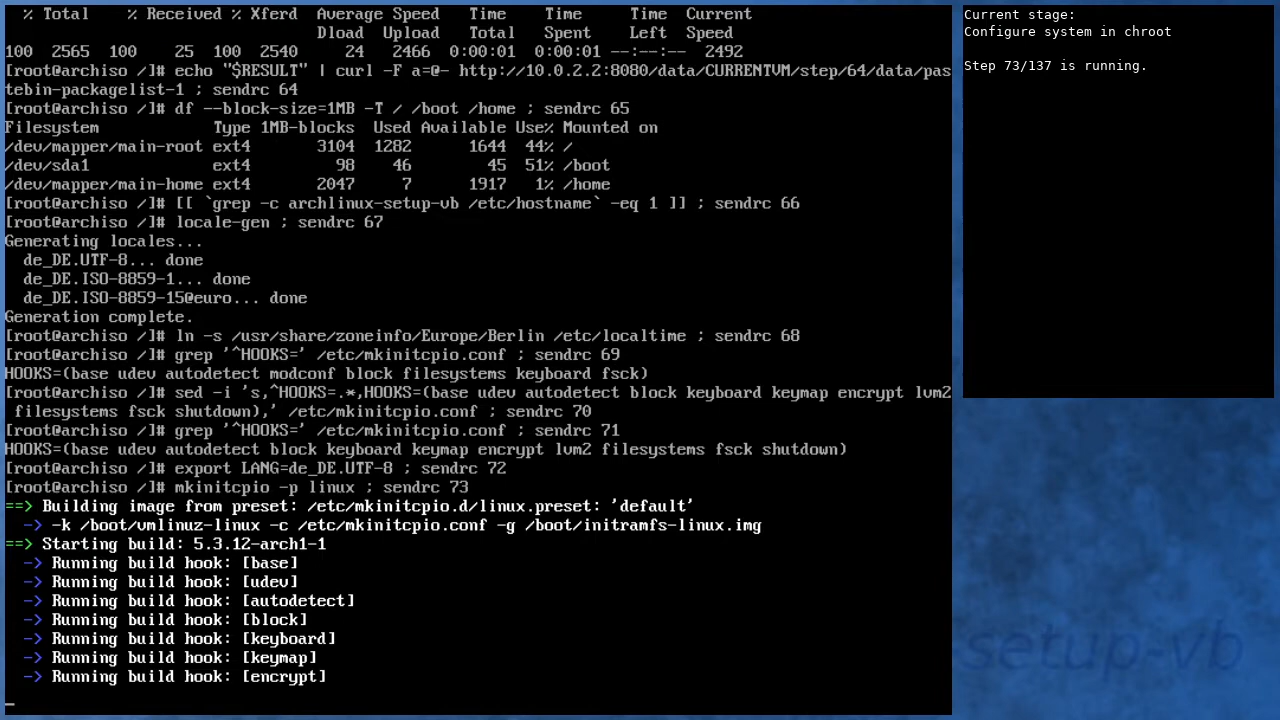 % Total    % Received % Xferd  Average Speed   Time    Time     Time  Current
                                 Dload  Upload   Total   Spent    Left  Speed
100  2565  100    25  100  2540     24   2466  0:00:01  0:00:01 --:--:--  2492
[root@archiso /]# echo "$RESULT" | curl -F a=@- http://10.0.2.2:8080/data/CURRENTVM/step/64/data/pas
tebin-packagelist-1 ; sendrc 64
[root@archiso /]# df --block-size=1MB -T / /boot /home ; sendrc 65
Filesystem            Type 1MB-blocks  Used Available Use% Mounted on
/dev/mapper/main-root ext4       3104  1282      1644  44% /
/dev/sda1             ext4         98    46        45  51% /boot
/dev/mapper/main-home ext4       2047     7      1917   1% /home
[root@archiso /]# [[ `grep -c archlinux-setup-vb /etc/hostname` -eq 1 ]] ; sendrc 66
[root@archiso /]# locale-gen ; sendrc 67
Generating locales...
  de_DE.UTF-8... done
  de_DE.ISO-8859-1... done
  de_DE.ISO-8859-15@euro... done
Generation complete.
[root@archiso /]# ln -s /usr/share/zoneinfo/Europe/Berlin /etc/localtime ; sendrc 68
[root@archiso /]# grep '^HOOKS=' /etc/mkinitcpio.conf ; sendrc 69
HOOKS=(base udev autodetect modconf block filesystems keyboard fsck)
[root@archiso /]# sed -i 's,^HOOKS=.*,HOOKS=(base udev autodetect block keyboard keymap encrypt lvm2
 filesystems fsck shutdown),' /etc/mkinitcpio.conf ; sendrc 70
[root@archiso /]# grep '^HOOKS=' /etc/mkinitcpio.conf ; sendrc 71
HOOKS=(base udev autodetect block keyboard keymap encrypt lvm2 filesystems fsck shutdown)
[root@archiso /]# export LANG=de_DE.UTF-8 ; sendrc 72
[root@archiso /]# mkinitcpio -p linux ; sendrc 73
==> Building image from preset: /etc/mkinitcpio.d/linux.preset: 'default'
  -> -k /boot/vmlinuz-linux -c /etc/mkinitcpio.conf -g /boot/initramfs-linux.img
==> Starting build: 5.3.12-arch1-1
  -> Running build hook: [base]
  -> Running build hook: [udev]
  -> Running build hook: [autodetect]
  -> Running build hook: [block]
  -> Running build hook: [keyboard]
  -> Running build hook: [keymap]
  -> Running build hook: [encrypt]
Current stage:
Configure system in chroot
Step 73/137 is running.
setup-vb